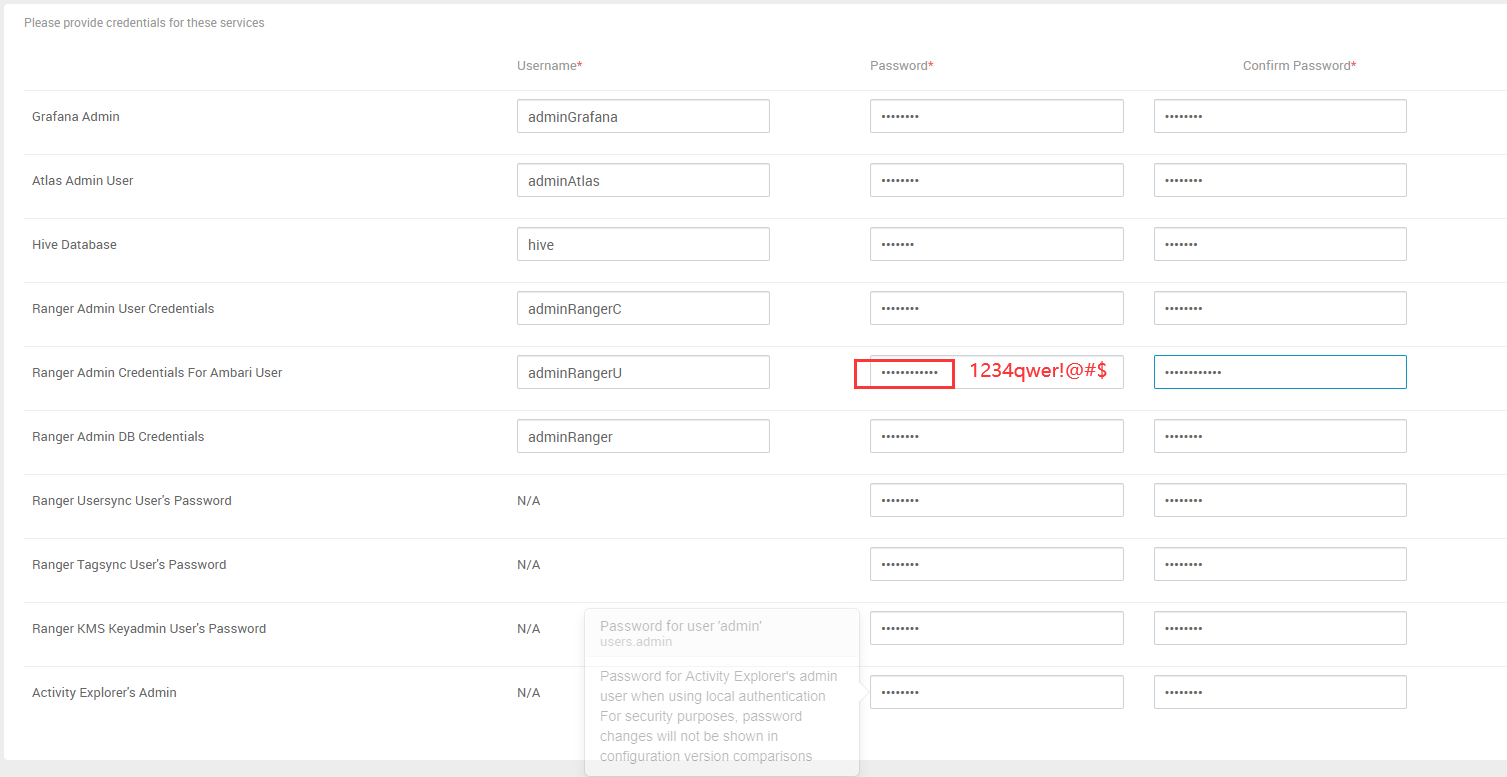 Please provide credentials for these services
Username* Password* Confirm Password*
Grafana Admin adminGrafana •••••••• ••••••••
Atlas Admin User adminAtlas •••••••• ••••••••
Hive Database hive ••••••• •••••••
Ranger Admin User Credentials adminRangerC •••••••• ••••••••
Ranger Admin Credentials For Ambari User adminRangerU •••••••••••• 1234qwer!@#$ ••••••••••••
Ranger Admin DB Credentials adminRanger •••••••• ••••••••
Ranger Usersync User's Password N/A •••••••• ••••••••
Ranger Tagsync User's Password N/A •••••••• ••••••••
Ranger KMS Keyadmin User's Password N/A •••••••• ••••••••
Activity Explorer's Admin N/A •••••••• ••••••••
Password for user 'admin'
users.admin
Password for Activity Explorer's admin
user when using local authentication
For security purposes, password
changes will not be shown in
configuration version comparisons